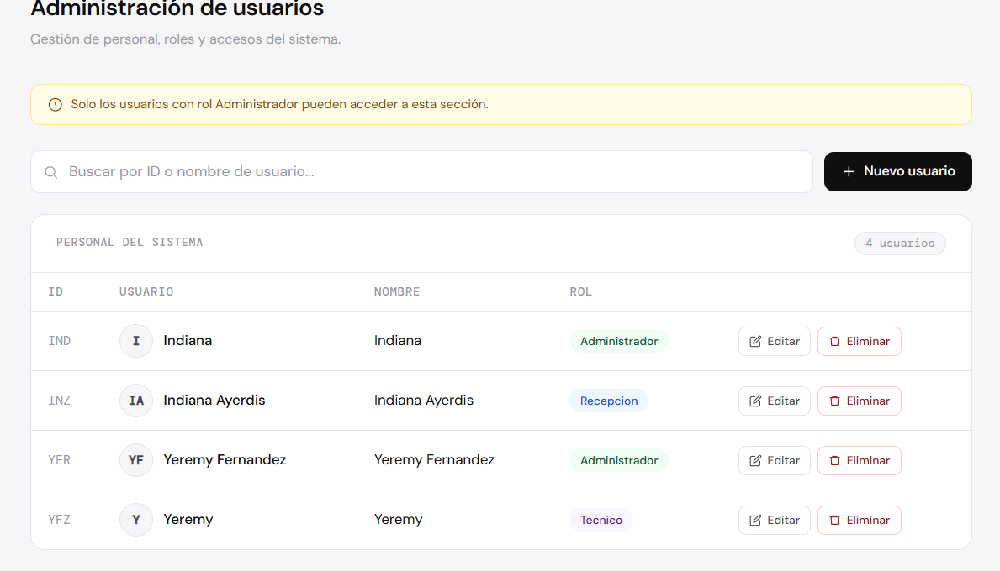 Administración de usuarios
Gestión de personal, roles y accesos del sistema.
Solo los usuarios con rol Administrador pueden acceder a esta sección.
Buscar por ID o nombre de usuario...
+ Nuevo usuario
PERSONAL DEL SISTEMA
4 usuarios
ID USUARIO NOMBRE ROL
IND I Indiana Indiana Administrador Editar Eliminar
INZ IA Indiana Ayerdis Indiana Ayerdis Recepcion Editar Eliminar
YER YF Yeremy Fernandez Yeremy Fernandez Administrador Editar Eliminar
YFZ Y Yeremy Yeremy Tecnico Editar Eliminar